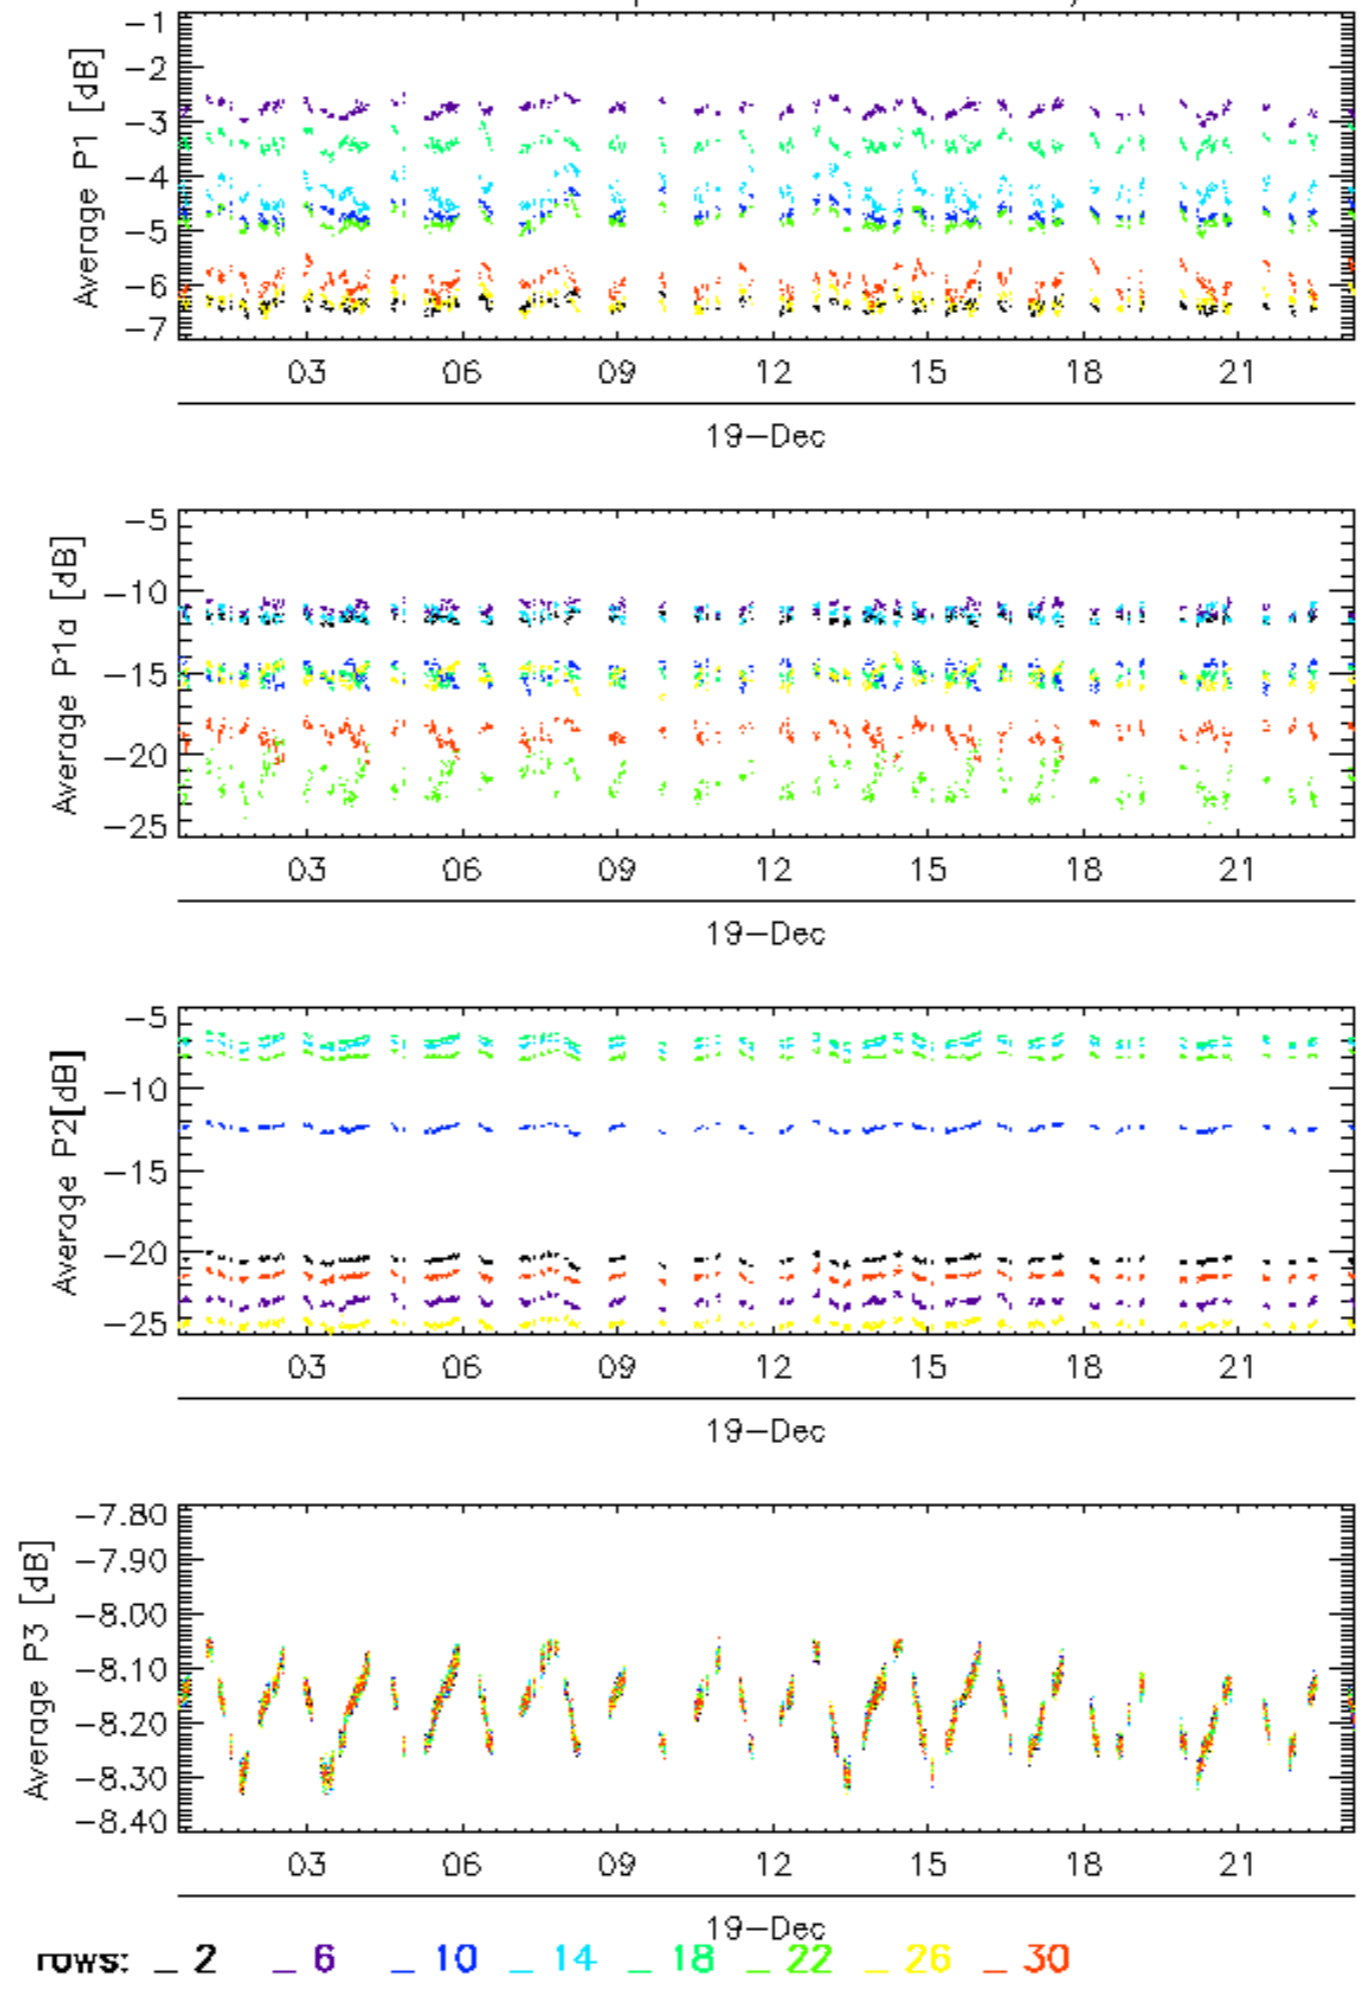 -1
-2
-3
-4
-5
-6
-7
Average P1 [dB]
03 06 09 12 15 18 21
19-Dec
-5
-10
-15
-20
-25
Average P1a [dB]
03 06 09 12 15 18 21
19-Dec
-5
-10
-15
-20
-25
Average P2[dB]
03 06 09 12 15 18 21
19-Dec
-7.80
-7.90
-8.00
-8.10
-8.20
-8.30
-8.40
Average P3 [dB]
03 06 09 12 15 18 21
19-Dec
rows: _ 2 _ 6 _ 10 _ 14 _ 18 _ 22 _ 26 _ 30